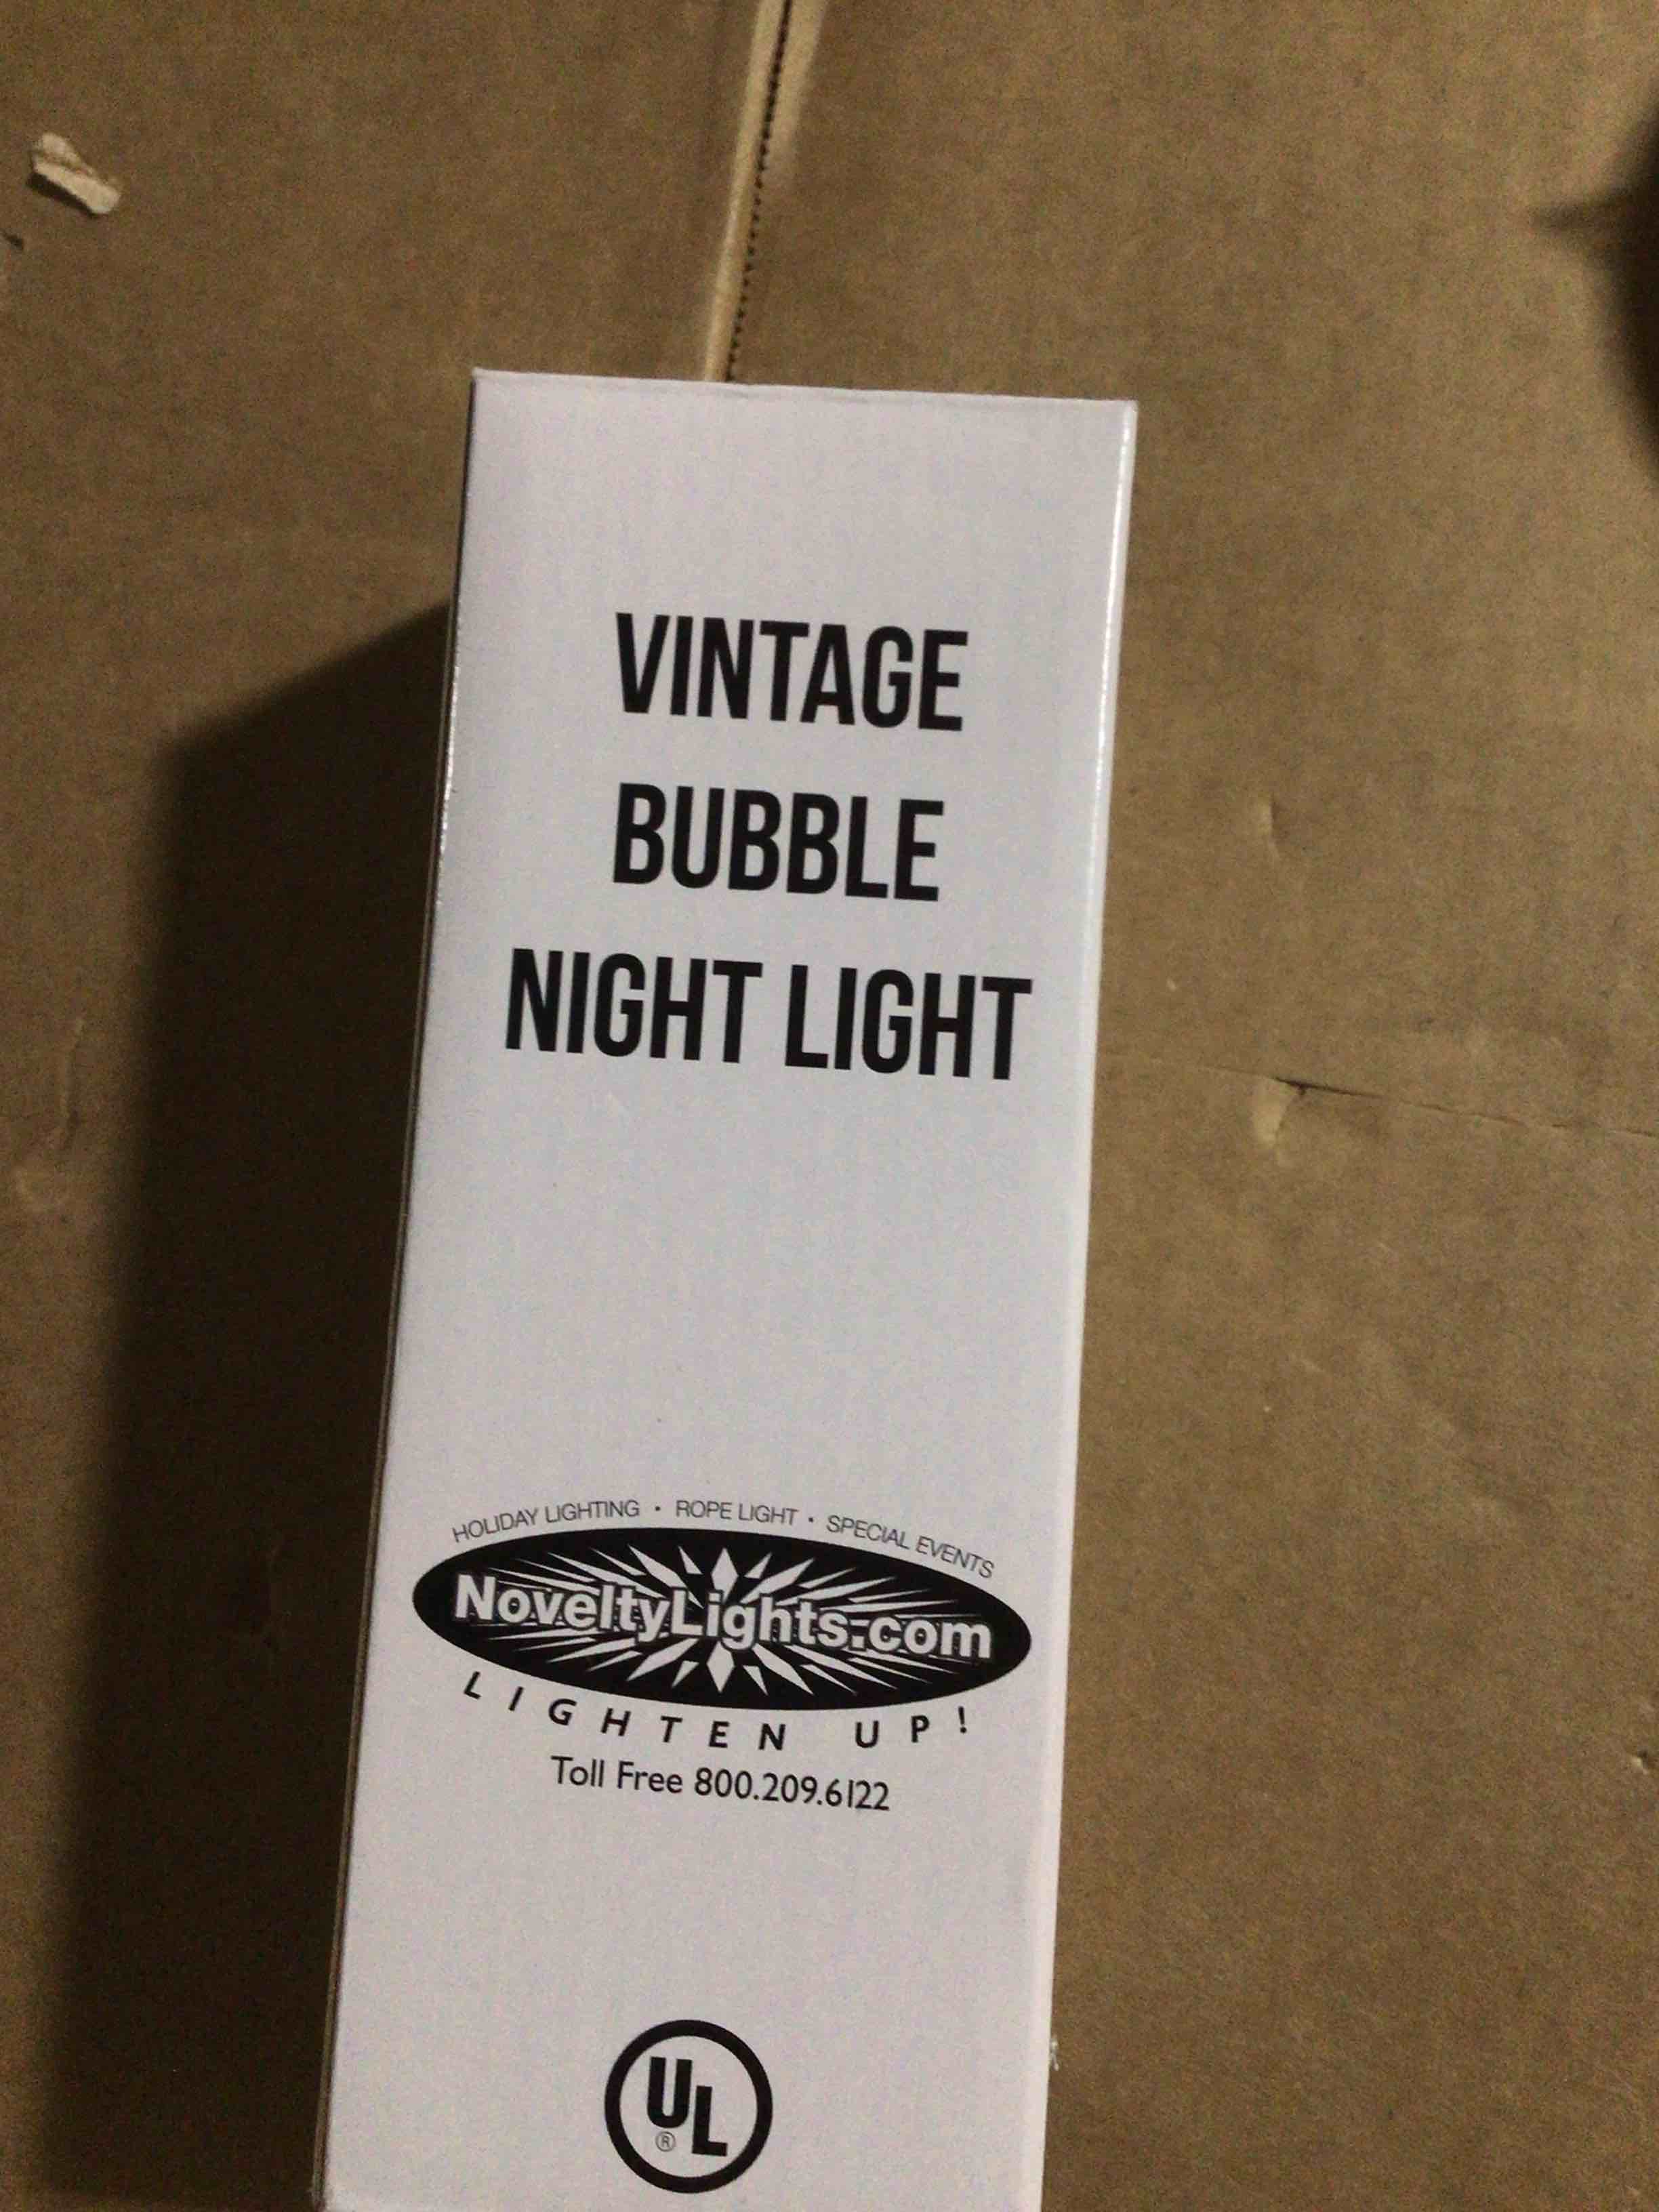 VINTAGE
BUBBLE
NIGHT LIGHT
HOLIDAY LIGHTING • ROPE LIGHT • SPECIAL EVENTS
NoveltyLights.com
LIGHTEN UP!
Toll Free 800.209.6122
UL
®